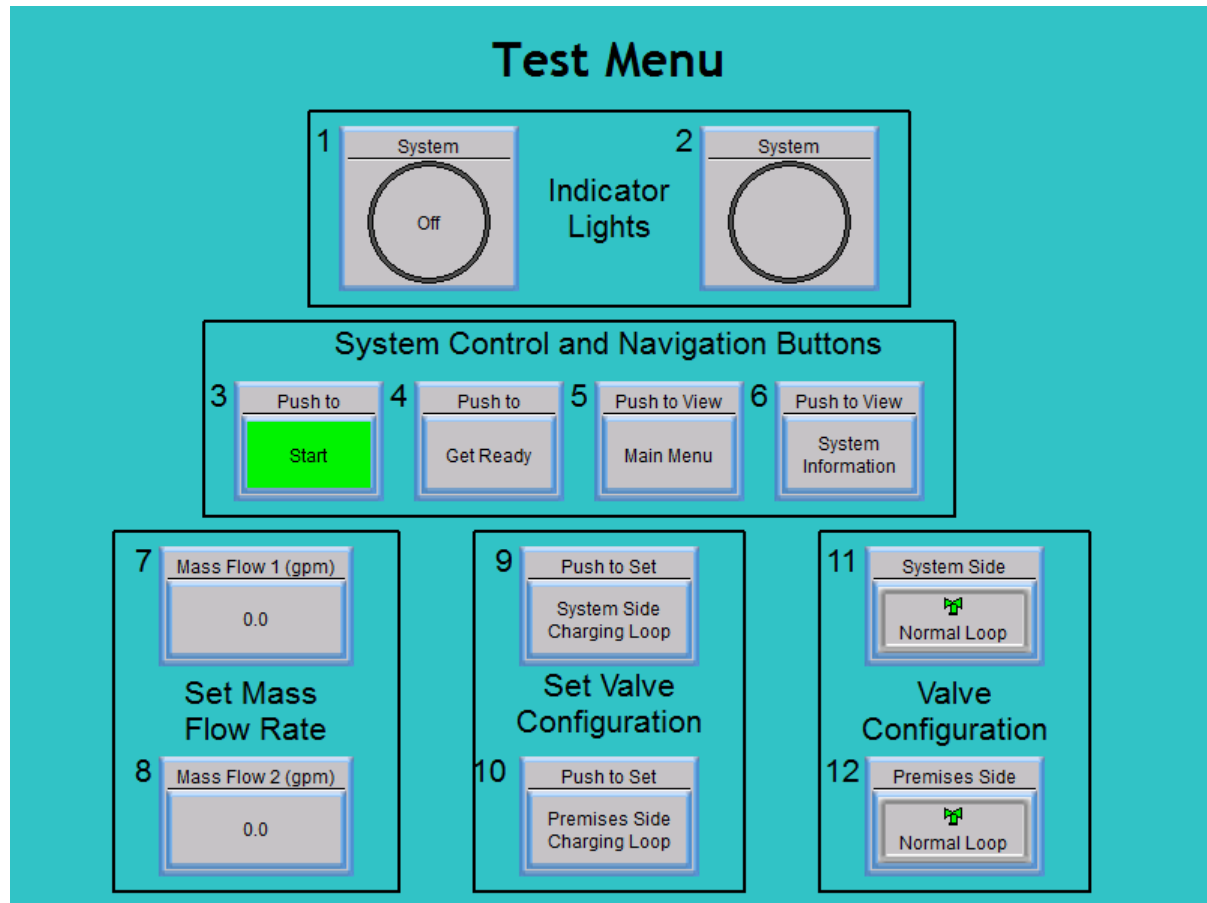 Test Menu
1
System
Off
Indicator
Lights
2
System
System Control and Navigation Buttons
3
Push to
Start
4
Push to
Get Ready
5
Push to View
Main Menu
6
Push to View
System
Information
7
Mass Flow 1 (gpm)
0.0
Set Mass
Flow Rate
8
Mass Flow 2 (gpm)
0.0
9
Push to Set
System Side
Charging Loop
Set Valve
Configuration
10
Push to Set
Premises Side
Charging Loop
11
System Side
Normal Loop
Valve
Configuration
12
Premises Side
Normal Loop